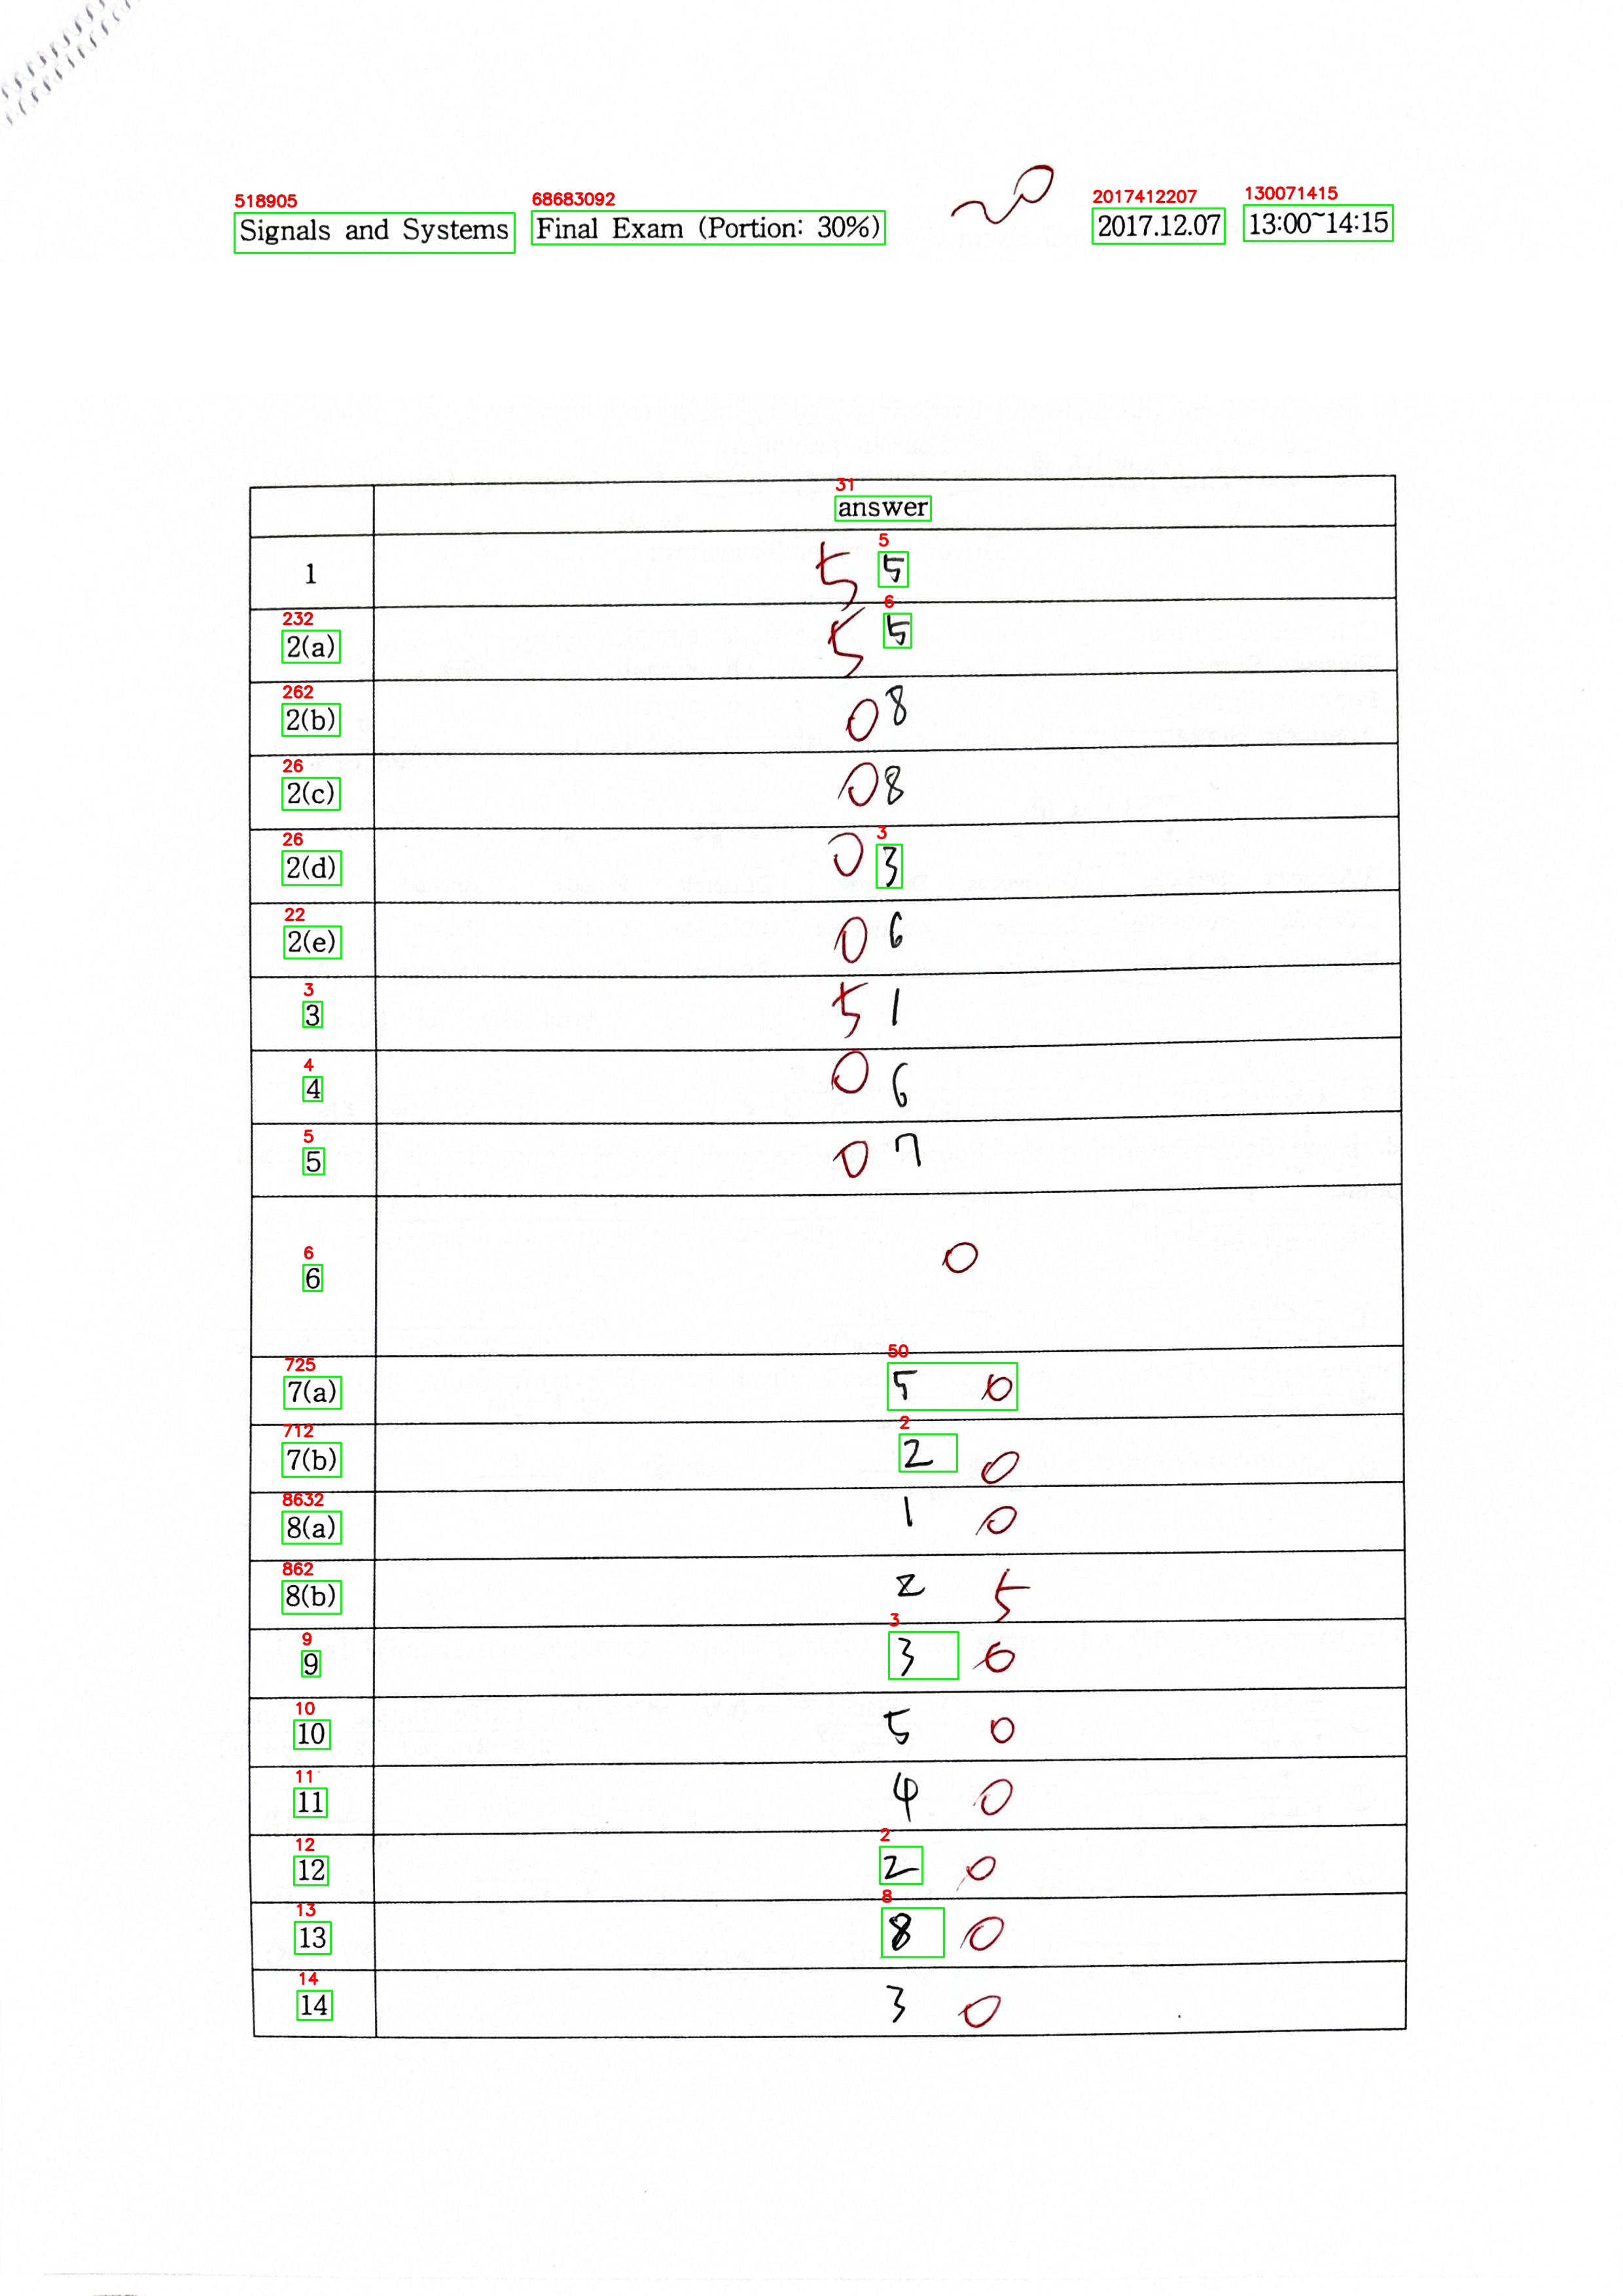 518905 68683092 2017412207 130071415
Signals and Systems Final Exam (Portion: 30%) 20 2017.12.07 13:00~14:15
31
answer
5
1 5 5
232 6
2(a) 5 5
262
2(b) 0 8
26
2(c) 0 8
26 3
2(d) 0 3
22
2(e) 0 6
3
3 5 1
4
4 0 6
5
5 0 7
6
6 0
725 50
7(a) 5 0
712 2
7(b) 2 0
8632
8(a) 1 0
862
8(b) 2 5
9 3
9 3 0
10
10 5 0
11
11 4 0
12 2
12 2 0
13 8
13 8 0
14
14 3 0